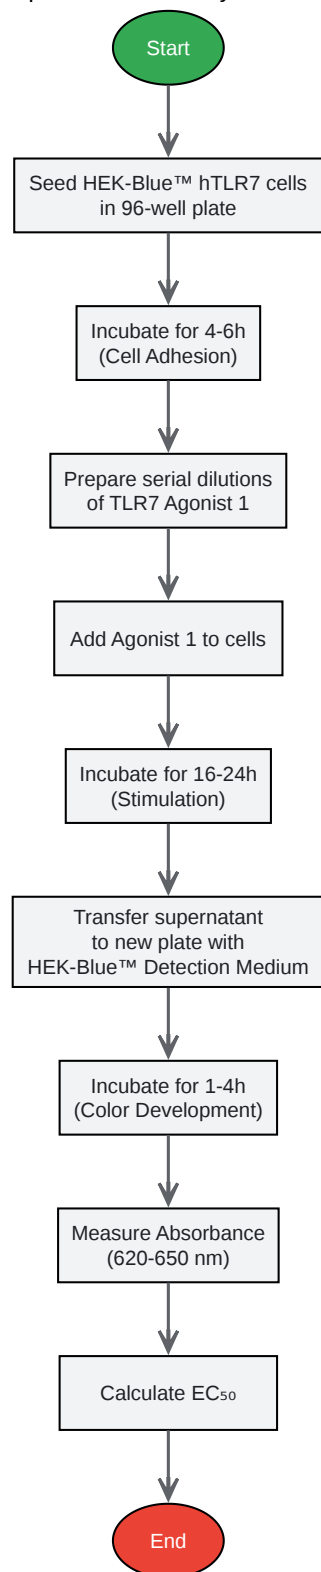 Start
Seed HEK-Blue™ hTLR7 cells
in 96-well plate
Incubate for 4-6h
(Cell Adhesion)
Prepare serial dilutions
of TLR7 Agonist 1
Add Agonist 1 to cells
Incubate for 16-24h
(Stimulation)
Transfer supernatant
to new plate with
HEK-Blue™ Detection Medium
Incubate for 1-4h
(Color Development)
Measure Absorbance
(620-650 nm)
Calculate EC₅₀
End